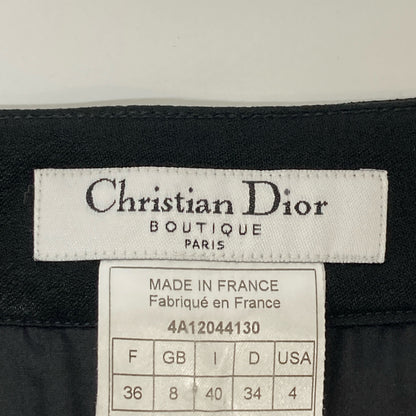 Christian Dior
BOUTIQUE
PARIS
MADE IN FRANCE
Fabriqué en France
4A12044130
F GB I D USA
36 8 40 34 4